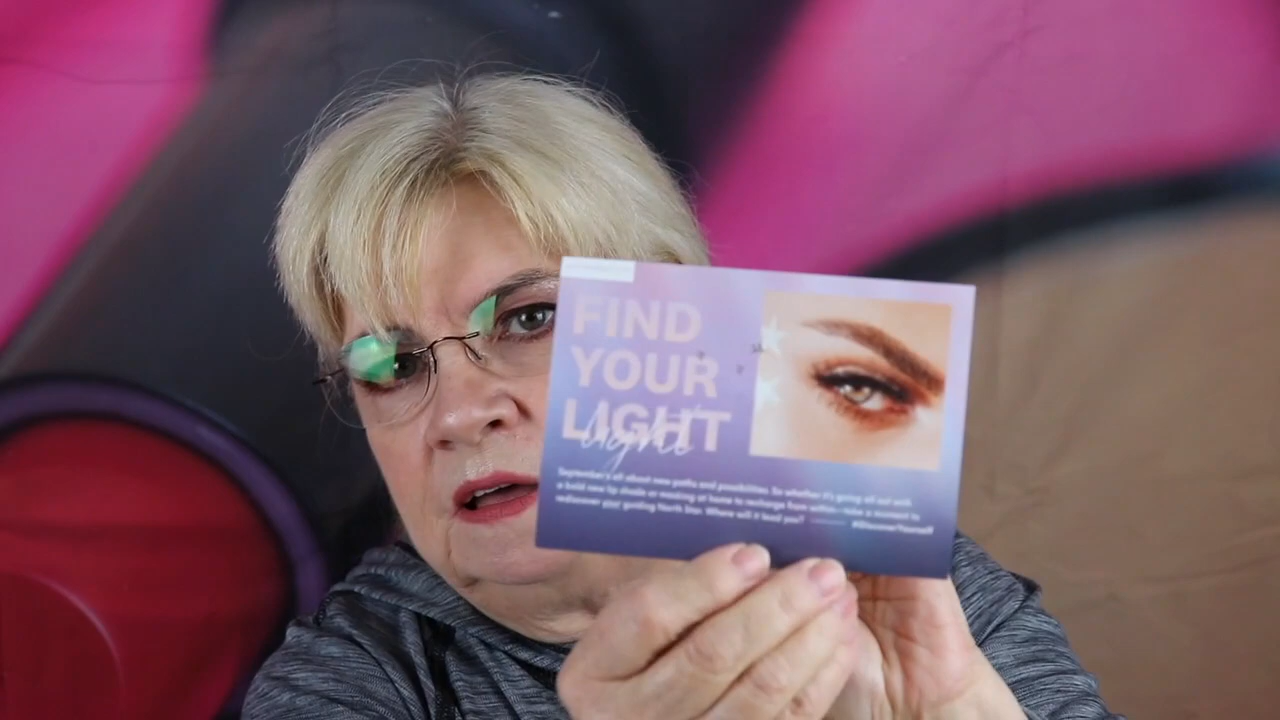 FIND
YOUR
LIGHT
light
September's all about new paths and possibilities. So whether it's going all out with
a bold new lip shade or masking at home to recharge from within—take a moment to
rediscover your guiding North Star. Where will it lead you? #DiscoverYourself